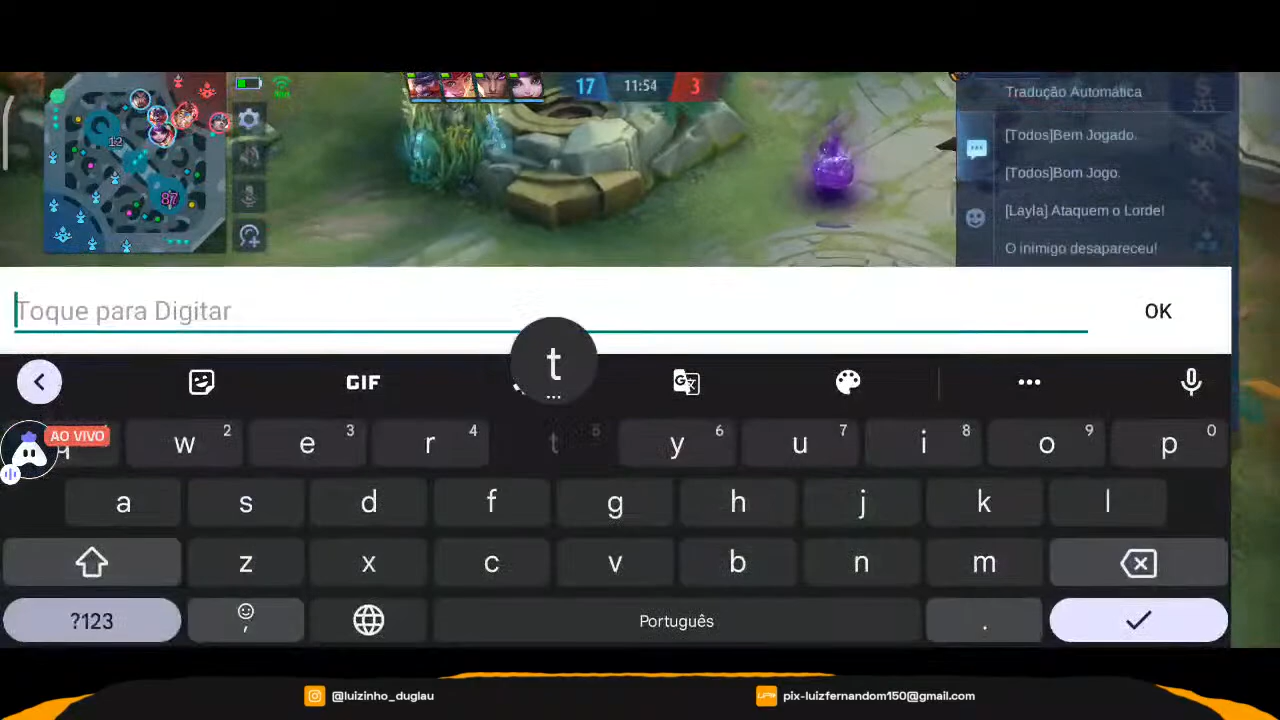 17 11:54 3
Tradução Automática
[Todos]Bem Jogado.
[Todos]Bom Jogo.
[Layla] Ataquem o Lorde!
O inimigo desapareceu!
12
87
Toque para Digitar
OK
t
GIF
AO VIVO
q w 2 e 3 r 4 t 5 y 6 u 7 i 8 o 9 p 0
a s d f g h j k l
z x c v b n m
?123 , Português .
@luizinho_duglau
pix-luizfernandom150@gmail.com